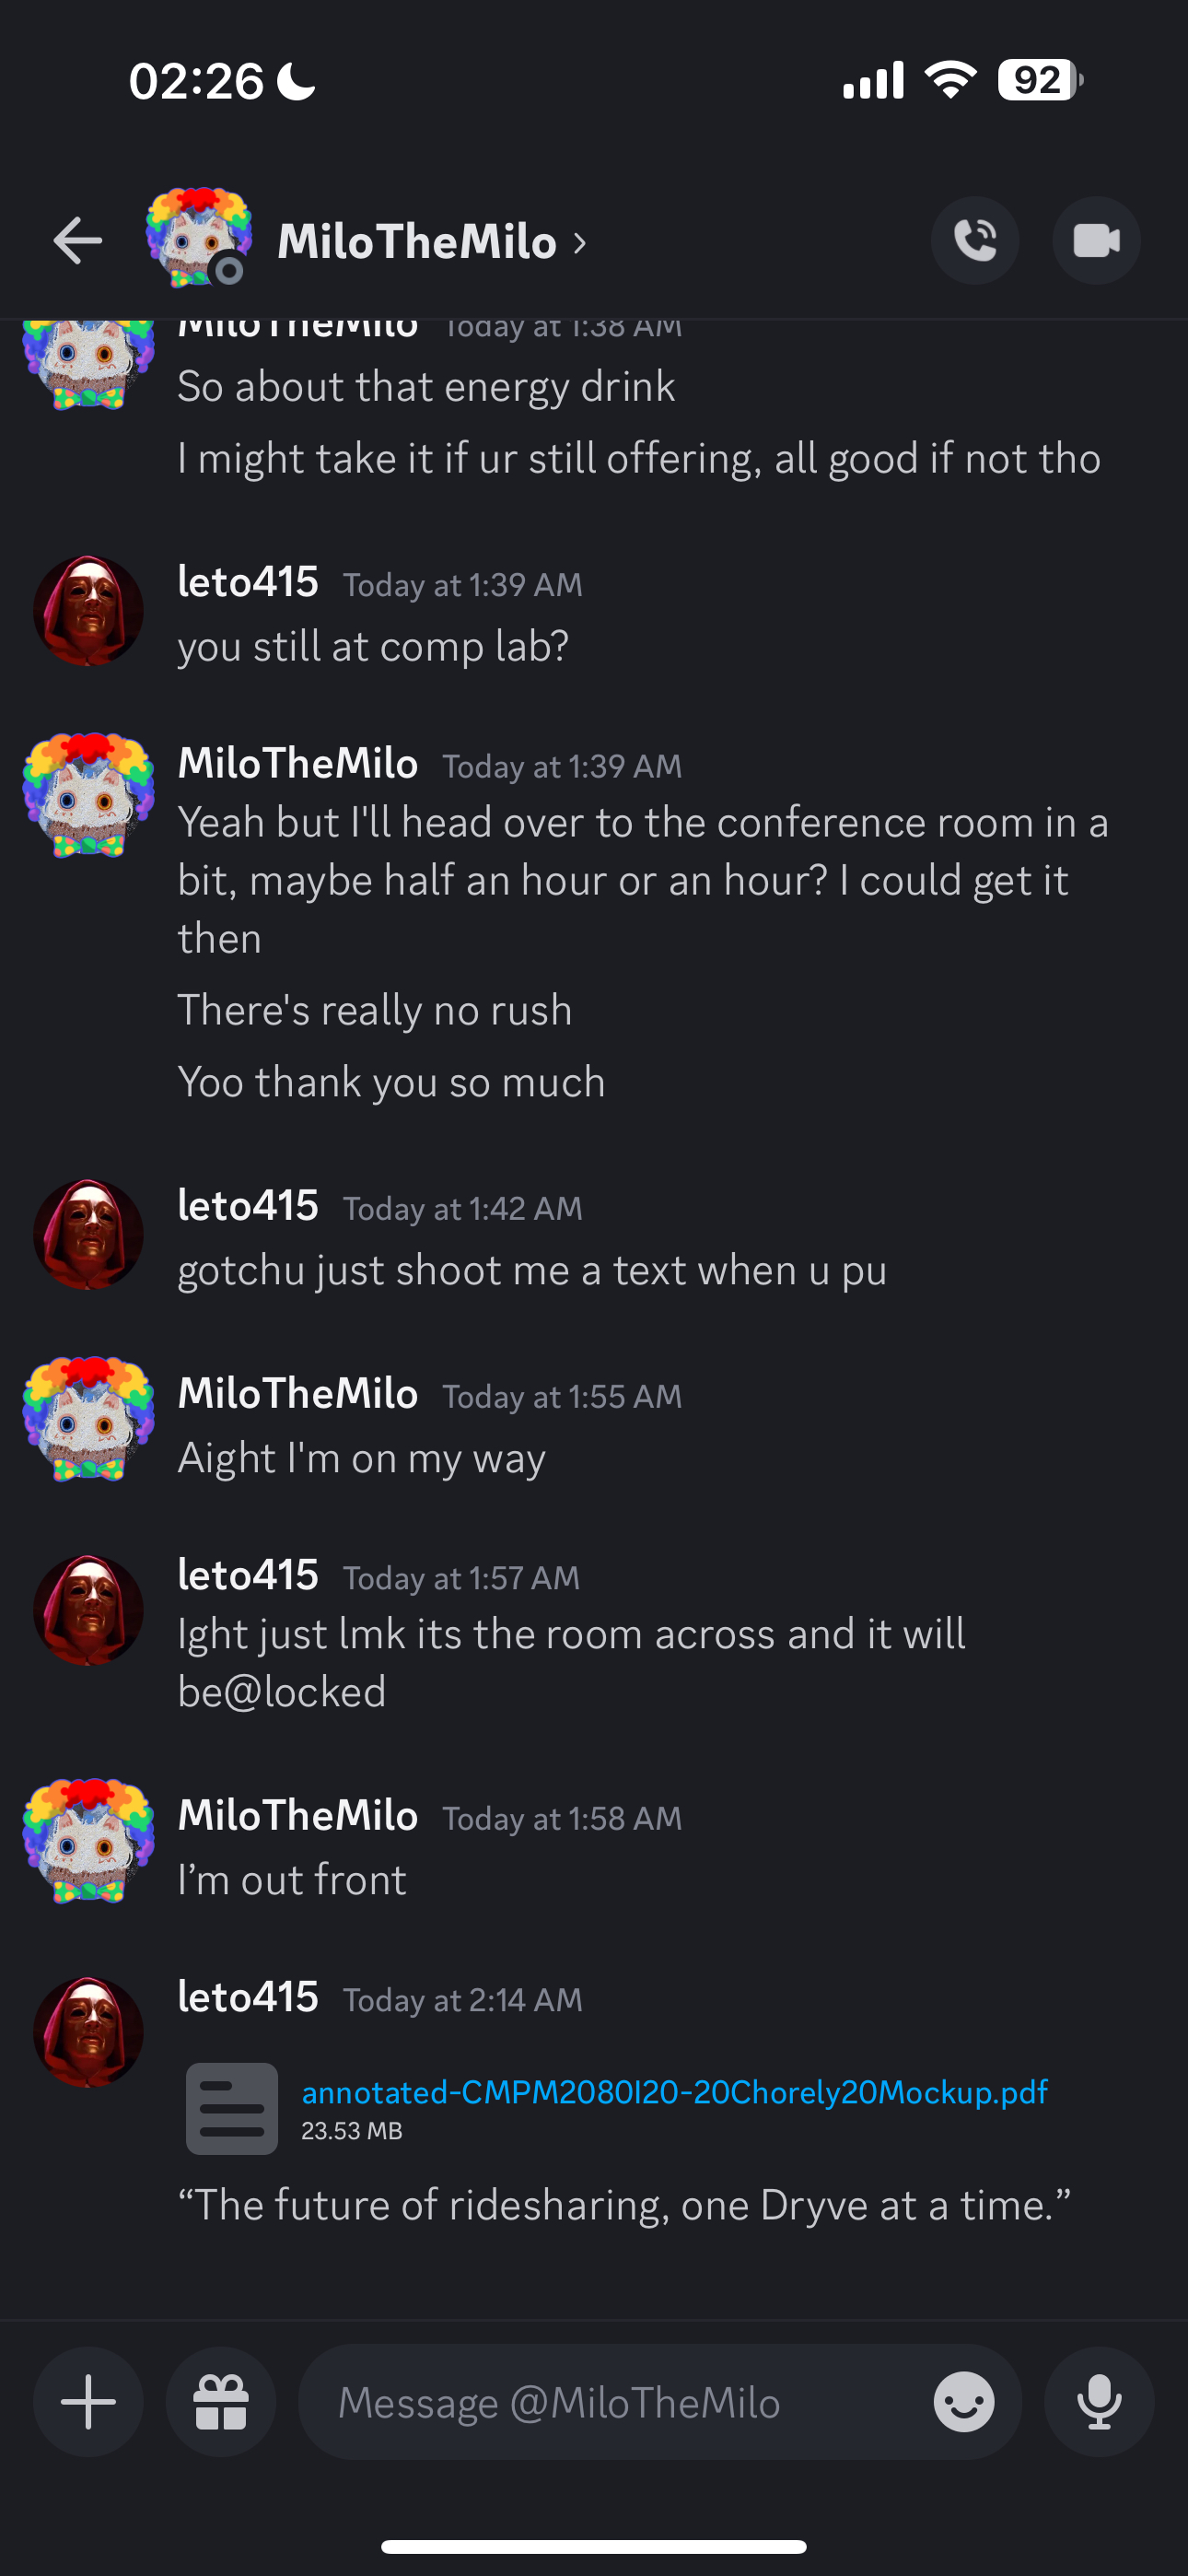 02:26
92
MiloTheMilo
MiloTheMilo Today at 1:38 AM
So about that energy drink
I might take it if ur still offering, all good if not tho
leto415 Today at 1:39 AM
you still at comp lab?
MiloTheMilo Today at 1:39 AM
Yeah but I'll head over to the conference room in a
bit, maybe half an hour or an hour? I could get it
then
There's really no rush
Yoo thank you so much
leto415 Today at 1:42 AM
gotchu just shoot me a text when u pu
MiloTheMilo Today at 1:55 AM
Aight I'm on my way
leto415 Today at 1:57 AM
Ight just lmk its the room across and it will
be@locked
MiloTheMilo Today at 1:58 AM
I’m out front
leto415 Today at 2:14 AM
annotated-CMPM2080I20-20Chorely20Mockup.pdf
23.53 MB
“The future of ridesharing, one Dryve at a time.”
Message @MiloTheMilo